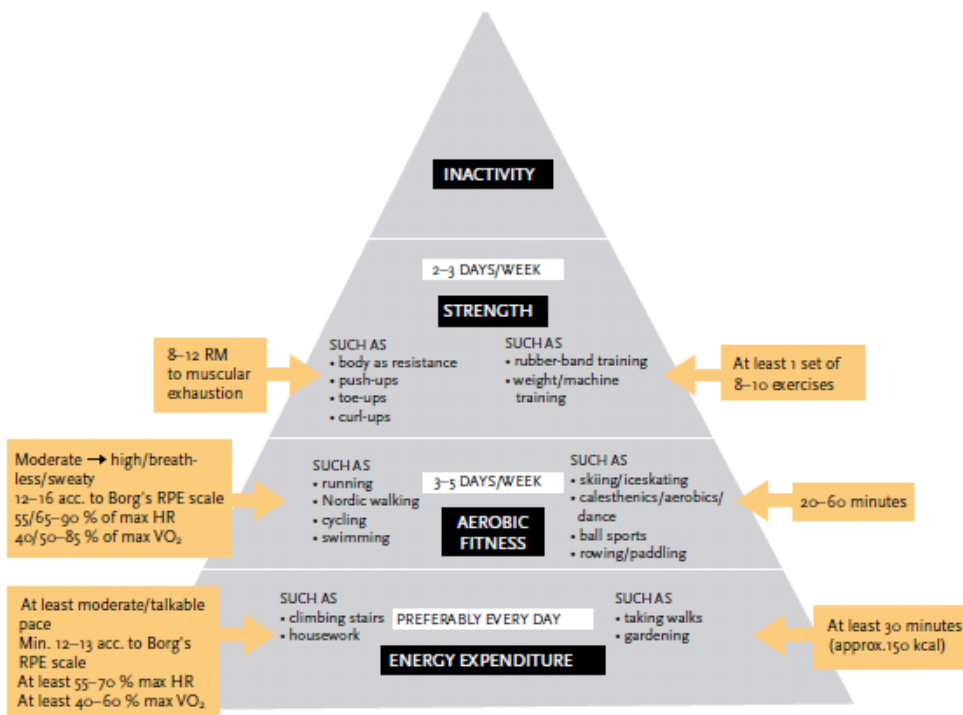 INACTIVITY
2–3 DAYS/WEEK
STRENGTH
8–12 RM
to muscular
exhaustion
SUCH AS
• body as resistance
• push-ups
• toe-ups
• curl-ups
SUCH AS
• rubber-band training
• weight/machine
training
At least 1 set of
8–10 exercises
Moderate → high/breath-
less/sweaty
12–16 acc. to Borg's RPE scale
55/65–90 % of max HR
40/50–85 % of max VO₂
SUCH AS
• running
• Nordic walking
• cycling
• swimming
3–5 DAYS/WEEK
AEROBIC
FITNESS
SUCH AS
• skiing/iceskating
• calesthenics/aerobics/
dance
• ball sports
• rowing/paddling
20–60 minutes
At least moderate/talkable
pace
Min. 12–13 acc. to Borg's
RPE scale
At least 55–70 % max HR
At least 40–60 % max VO₂
SUCH AS
• climbing stairs
• housework
PREFERABLY EVERY DAY
ENERGY EXPENDITURE
SUCH AS
• taking walks
• gardening
At least 30 minutes
(approx.150 kcal)